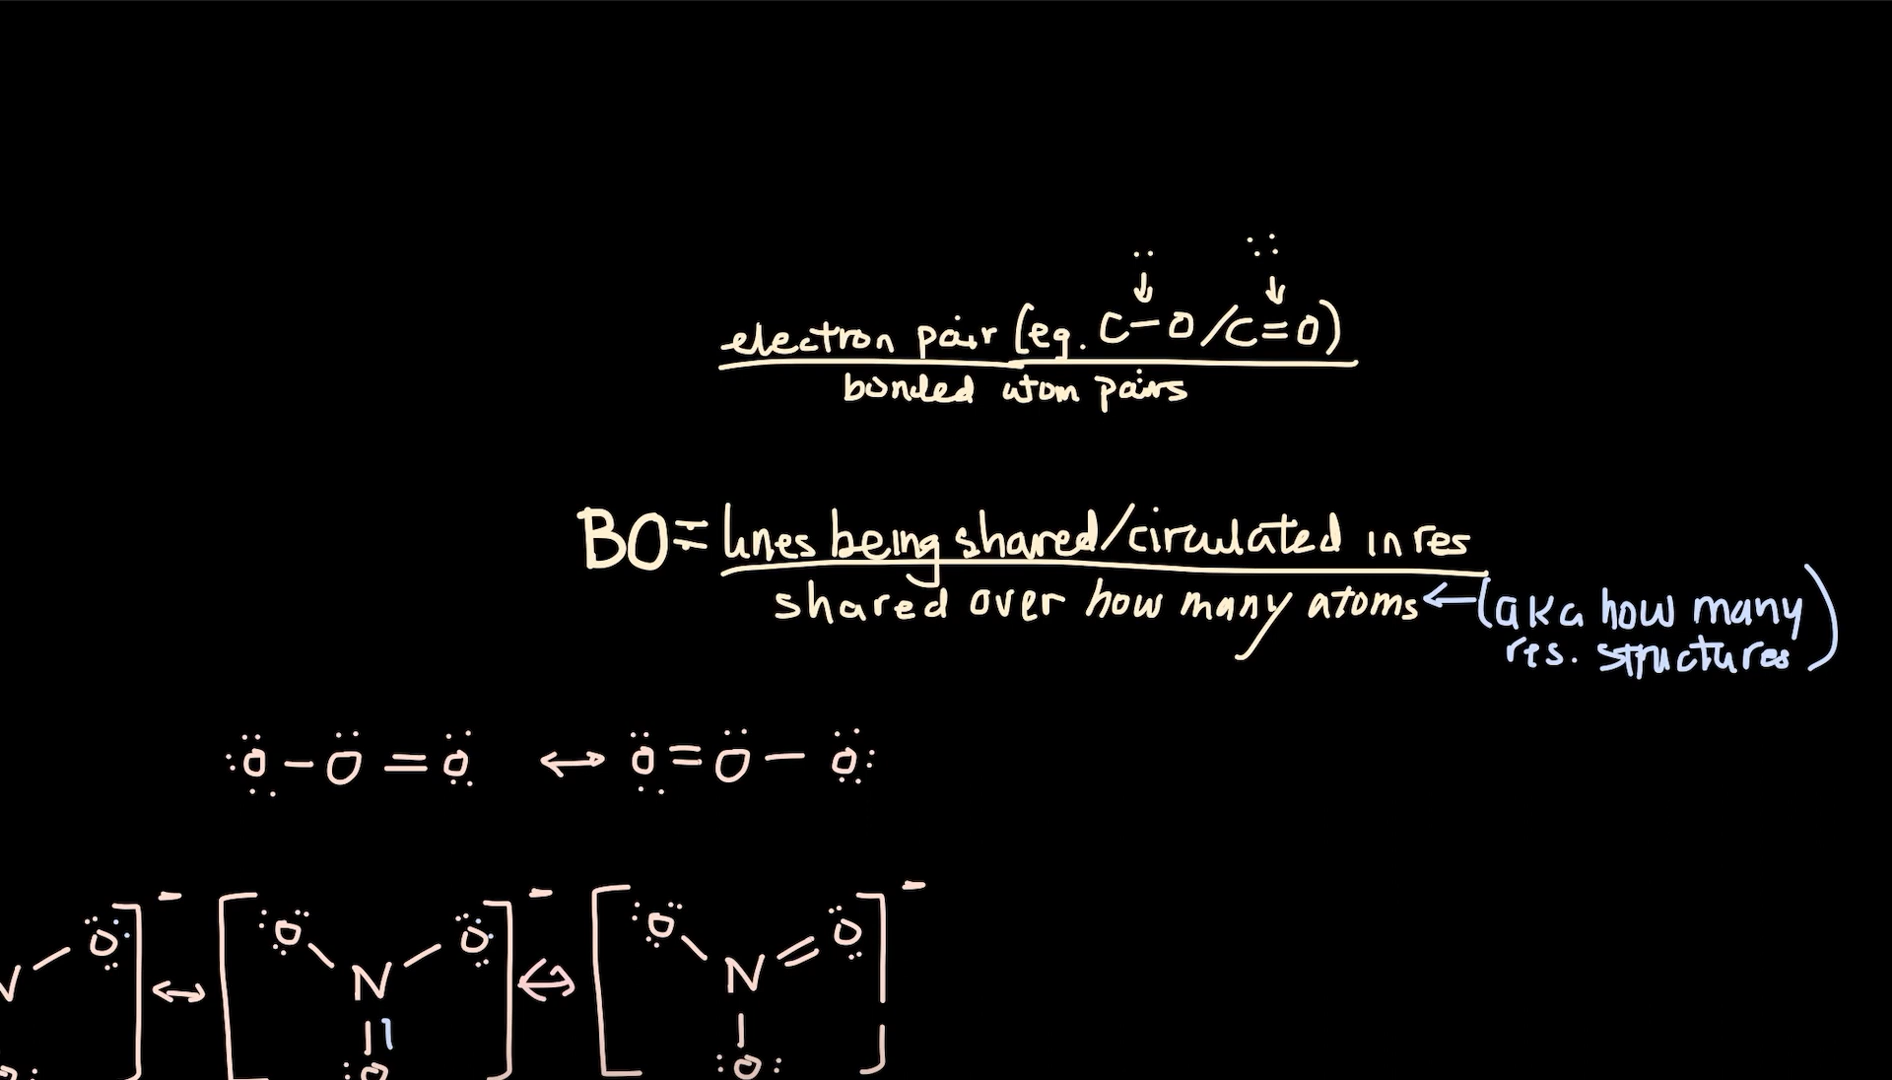 electron pair (eg. C-O/C=O)
bonded atom pairs
BO= lines being shared/circulated in res
shared over how many atoms ← (aka how many
res. structures)
O - O = O ↔ O = O - O
O] - [O O] - [O O] -
N ↔ N ↔ N
O O